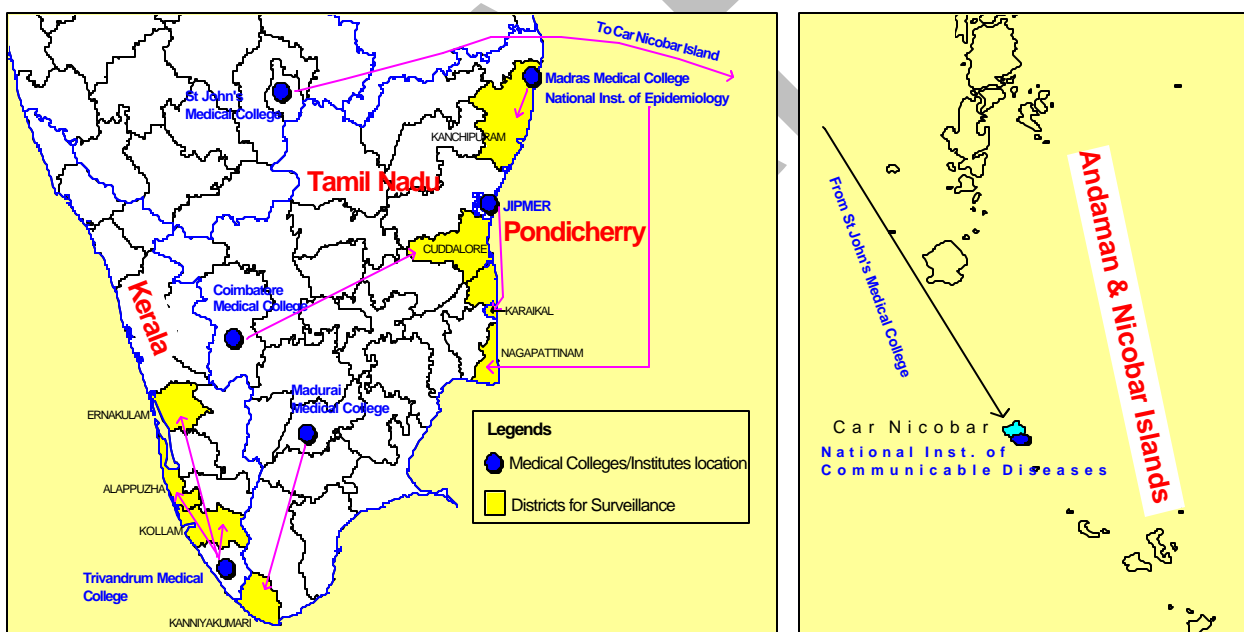 To Car Nicobar Island
St John's
Medical College
Madras Medical College
National Inst. of Epidemiology
KANCHIPURAM
Tamil Nadu
JIPMER
Pondicherry
CUDDALORE
Coimbatore
Medical College
Kerala
KARAIKAL
NAGAPATTINAM
Madurai
Medical College
ERNAKULAM
ALAPPUZHA
KOLLAM
Trivandrum Medical
College
KANNIYAKUMARI
Legends
Medical Colleges/Institutes location
Districts for Surveillance
From St John's Medical College
Andaman & Nicobar Islands
Car Nicobar
National Inst. of
Communicable Diseases